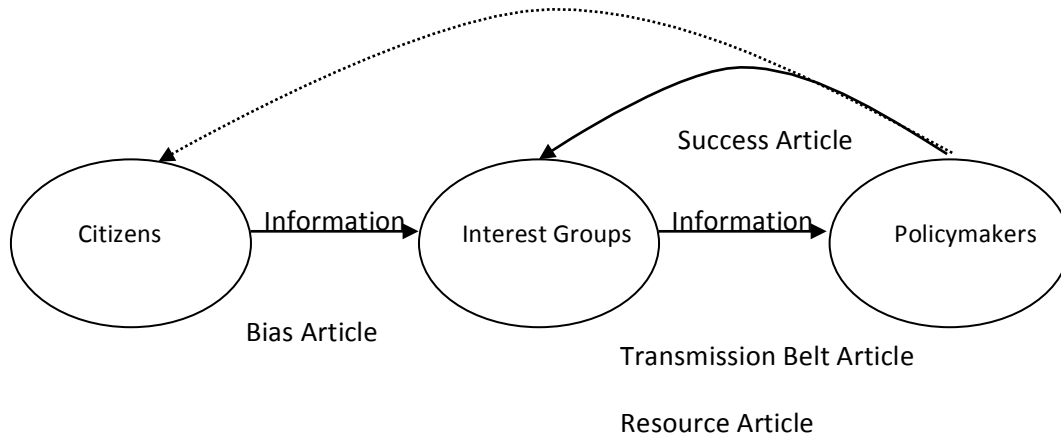 Success Article
Citizens
Information
Interest Groups
Information
Policymakers
Bias Article
Transmission Belt Article
Resource Article